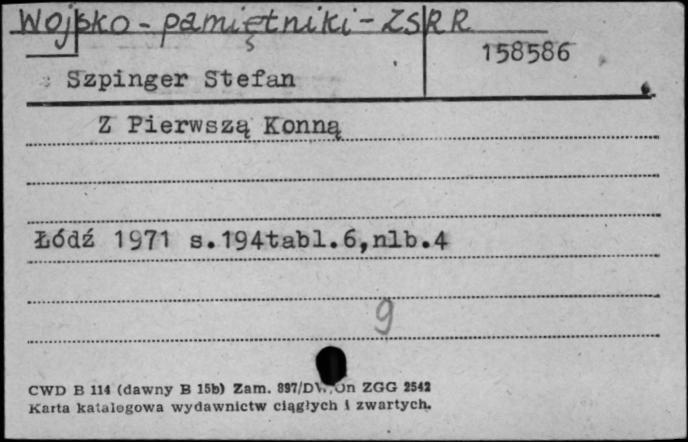 Wojsko - pamiętniki - ZSRR
158586
Szpinger Stefan
Z Pierwszą Konną
Łódź 1971 s.194tabl.6,nlb.4
9
CWD B 114 (dawny B 15b) Zam. 897/DW/On ZGG 2542
Karta katalogowa wydawnictw ciągłych i zwartych.